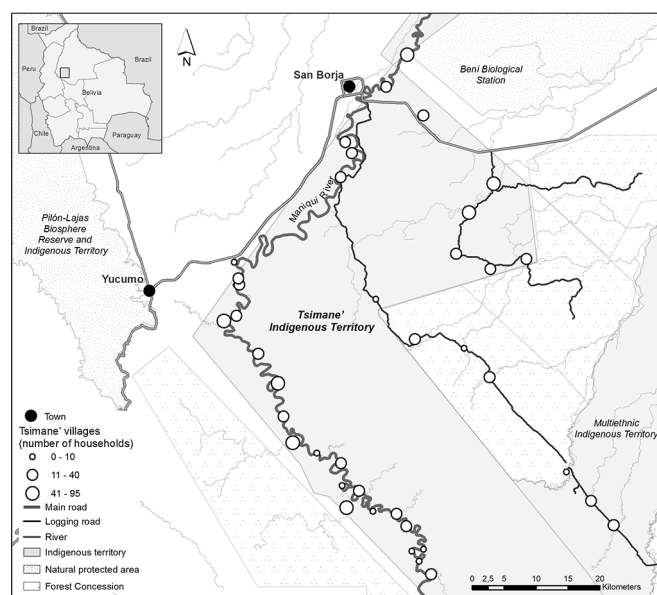 Brazil
Peru
Brazil
Bolivia
Chile
Paraguay
Argentina
N
San Borja
Beni Biological
Station
Maniqui River
Pilón-Lajas
Biosphere
Reserve and
Indigenous Territory
Yucumo
Tsimane'
Indigenous Territory
Multiethnic
Indigenous Territory
Town
Tsimane' villages
(number of households)
0 - 10
11 - 40
41 - 95
Main road
Logging road
River
Indigenous territory
Natural protected area
Forest Concession
0 2,5 5 10 15 20
Kilometers